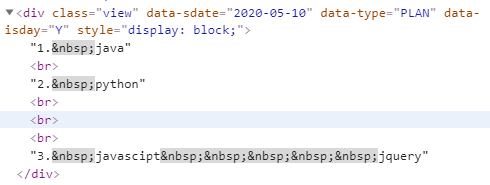 ▼<div class="view" data-sdate="2020-05-10" data-type="PLAN" data-
isday="Y" style="display: block;">
"1.&nbsp;java"
<br>
"2.&nbsp;python"
<br>
<br>
<br>
"3.&nbsp;javascipt&nbsp;&nbsp;&nbsp;&nbsp;&nbsp;jquery"
</div>